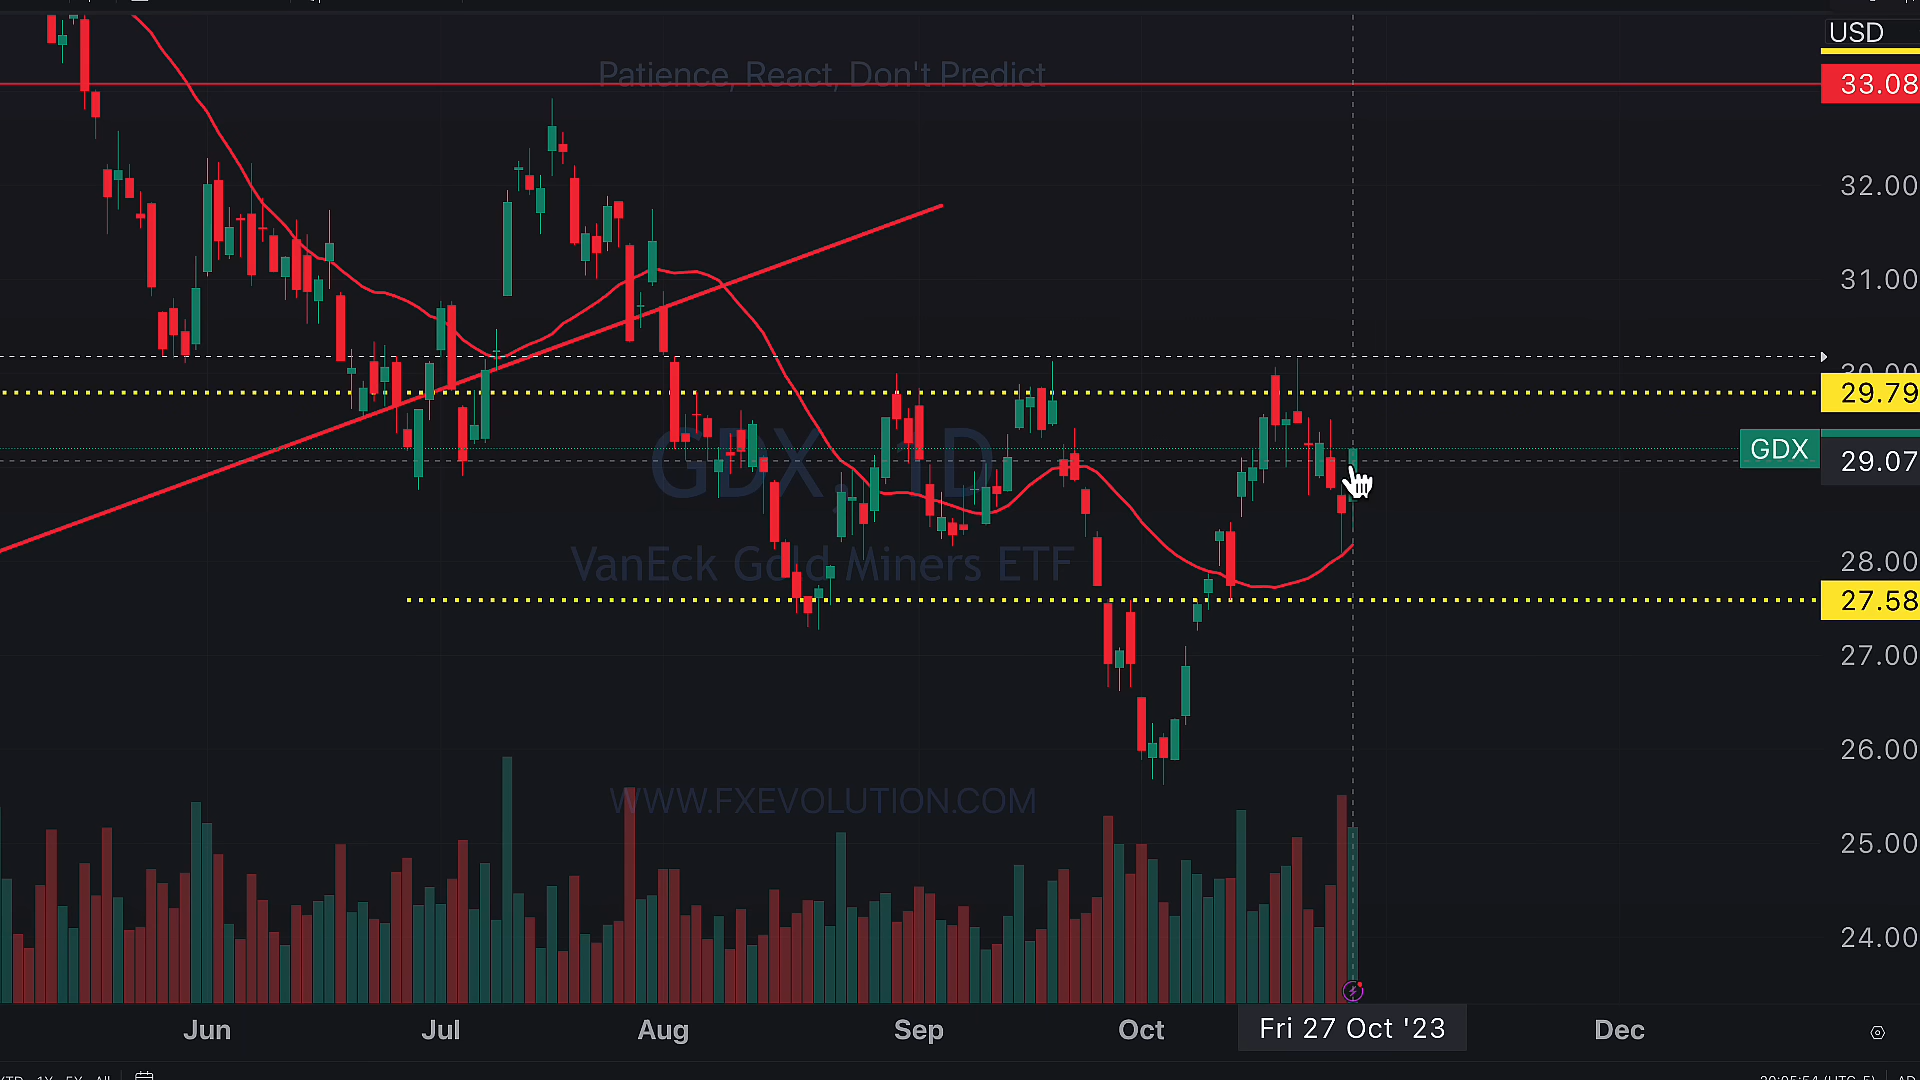 USD
Patience, React, Don't Predict
33.08
32.00
31.00
30.00
29.79
GDX, 1D
GDX
29.07
VanEck Gold Miners ETF
28.00
27.58
27.00
26.00
WWW.FXEVOLUTION.COM
25.00
24.00
Jun Jul Aug Sep Oct Fri 27 Oct '23 Dec